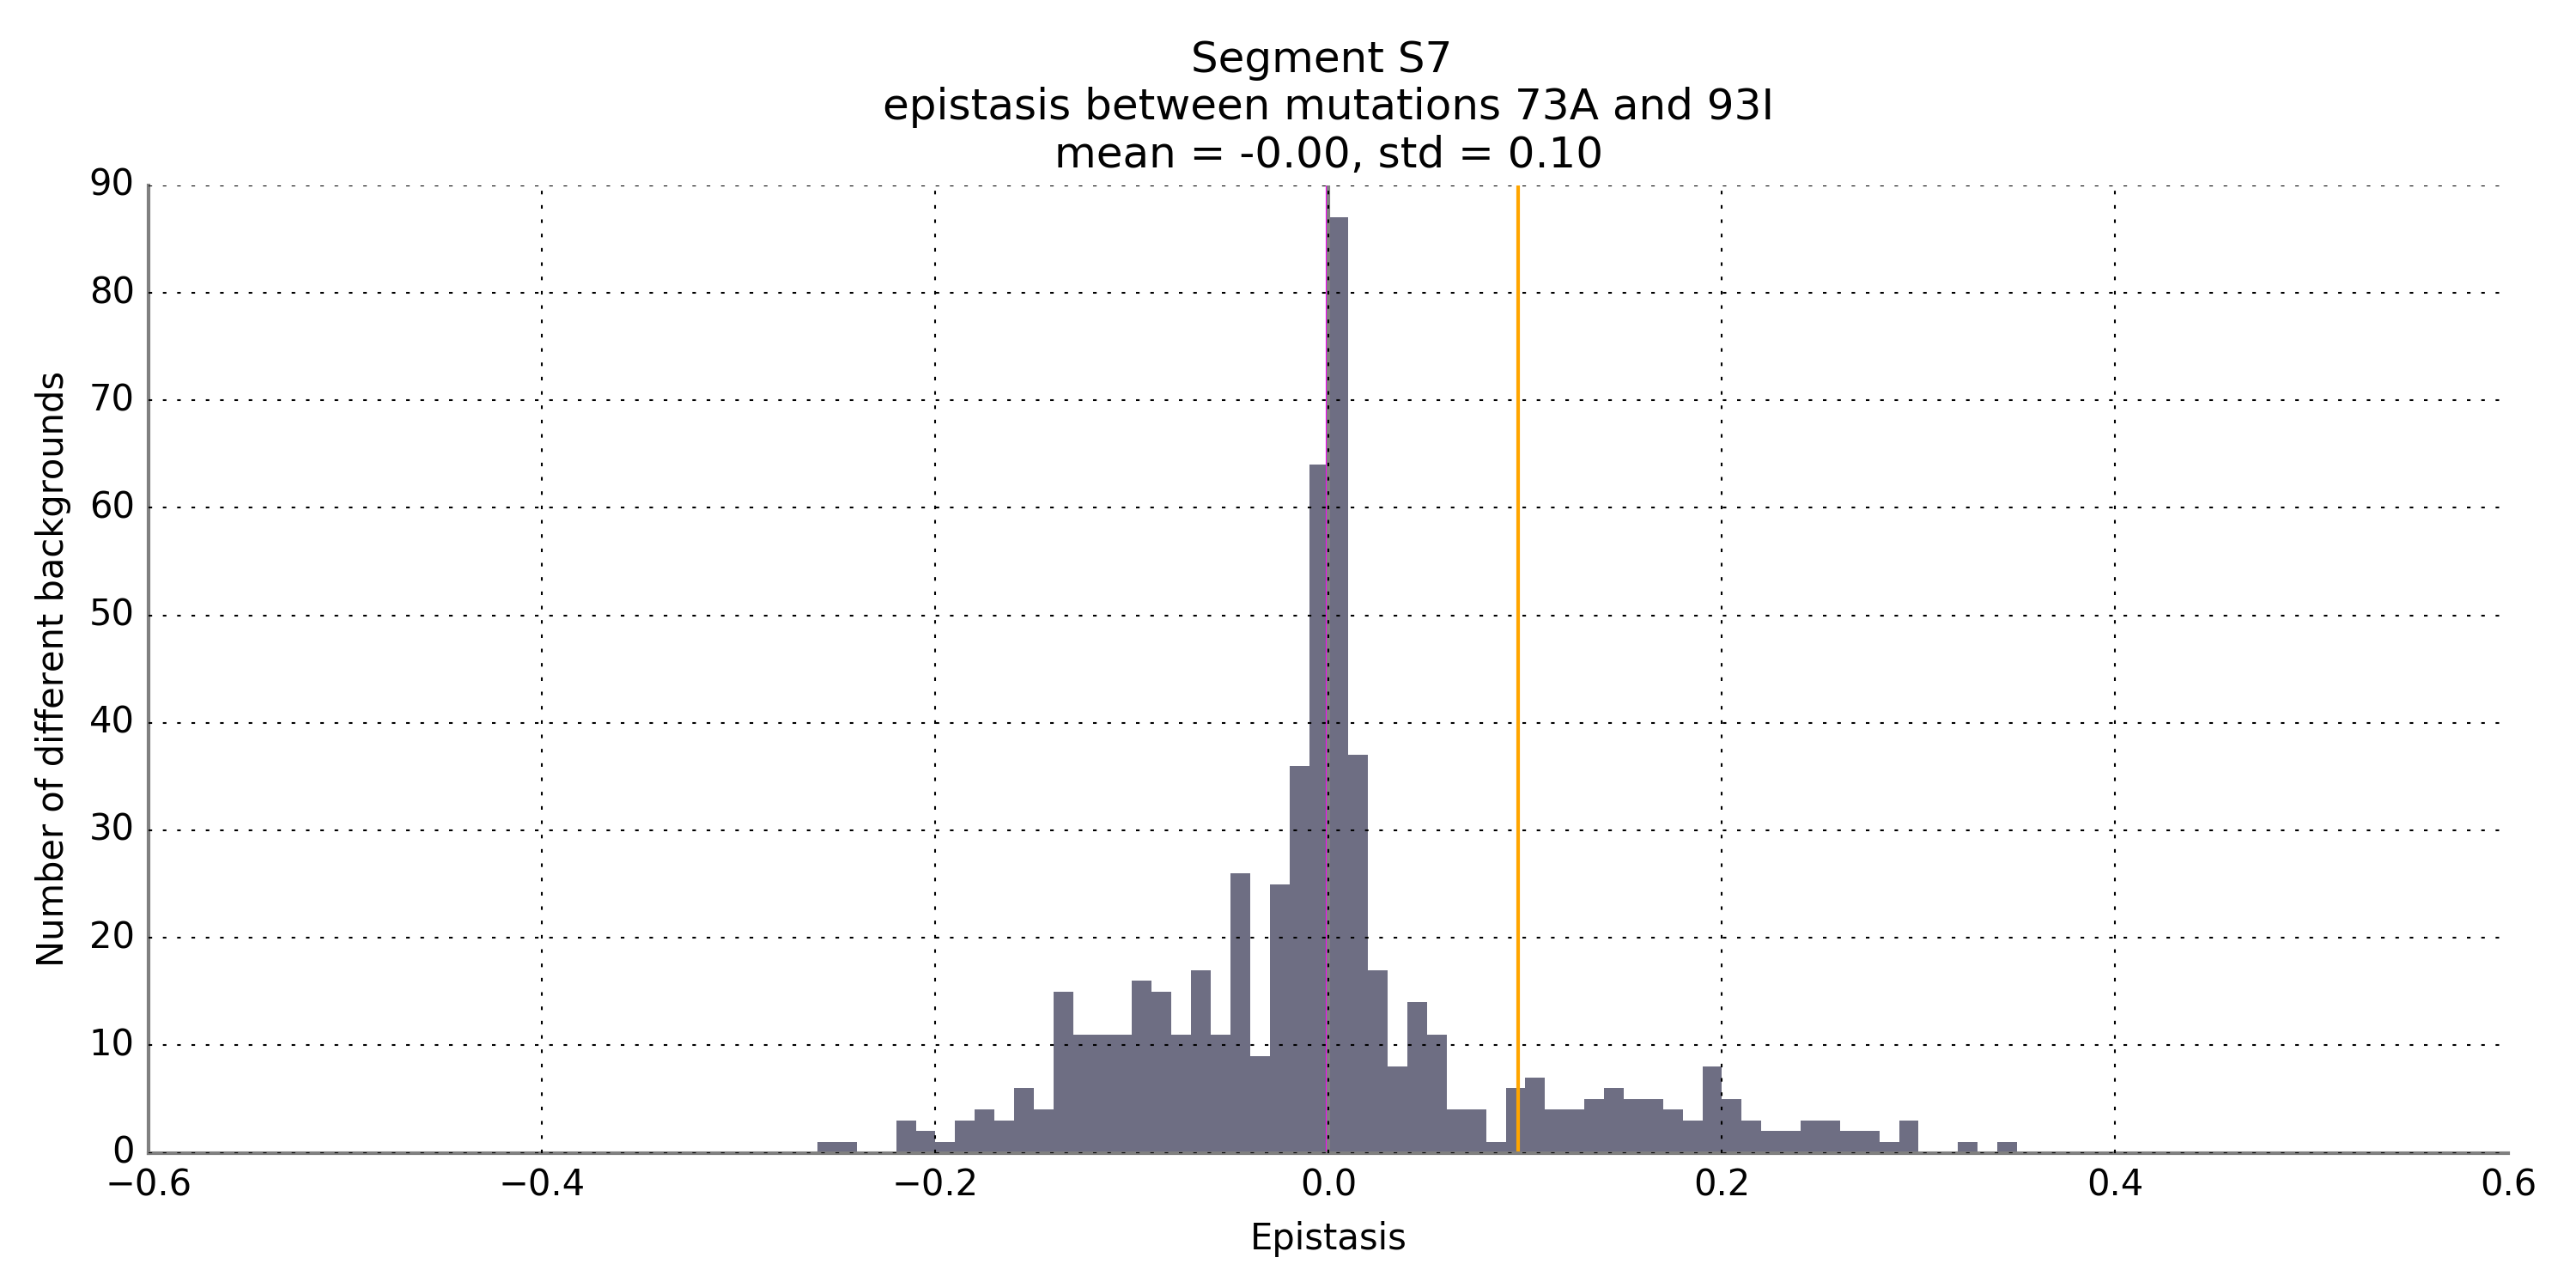 Segment S7
epistasis between mutations 73A and 93I
mean = -0.00, std = 0.10
90
80
70
60
50
40
30
20
10
0
Number of different backgrounds
−0.6 −0.4 −0.2 0.0 0.2 0.4 0.6
Epistasis